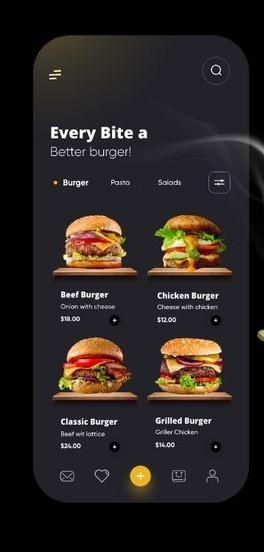 Every Bite a
Better burger!
Burger Pasta Salads
Beef Burger
Onion with cheese
$18.00
Chicken Burger
Cheese with chicken
$12.00
Classic Burger
Beef wit lottice
$24.00
Grilled Burger
Griller Chicken
$14.00